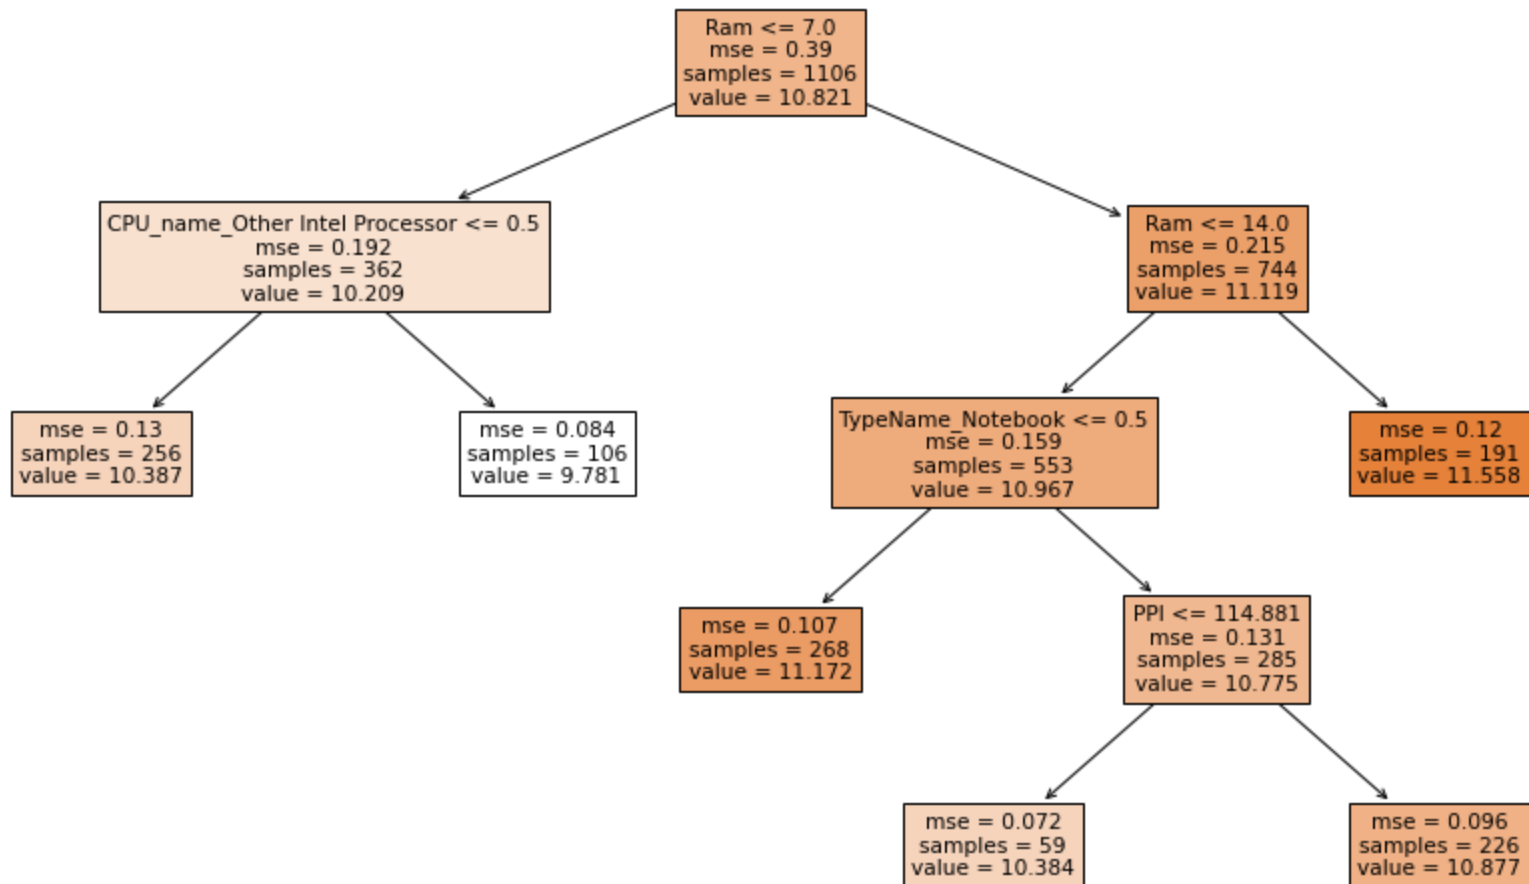 Ram <= 7.0
mse = 0.39
samples = 1106
value = 10.821
CPU_name_Other Intel Processor <= 0.5
mse = 0.192
samples = 362
value = 10.209
Ram <= 14.0
mse = 0.215
samples = 744
value = 11.119
mse = 0.13
samples = 256
value = 10.387
mse = 0.084
samples = 106
value = 9.781
TypeName_Notebook <= 0.5
mse = 0.159
samples = 553
value = 10.967
mse = 0.12
samples = 191
value = 11.558
mse = 0.107
samples = 268
value = 11.172
PPI <= 114.881
mse = 0.131
samples = 285
value = 10.775
mse = 0.072
samples = 59
value = 10.384
mse = 0.096
samples = 226
value = 10.877